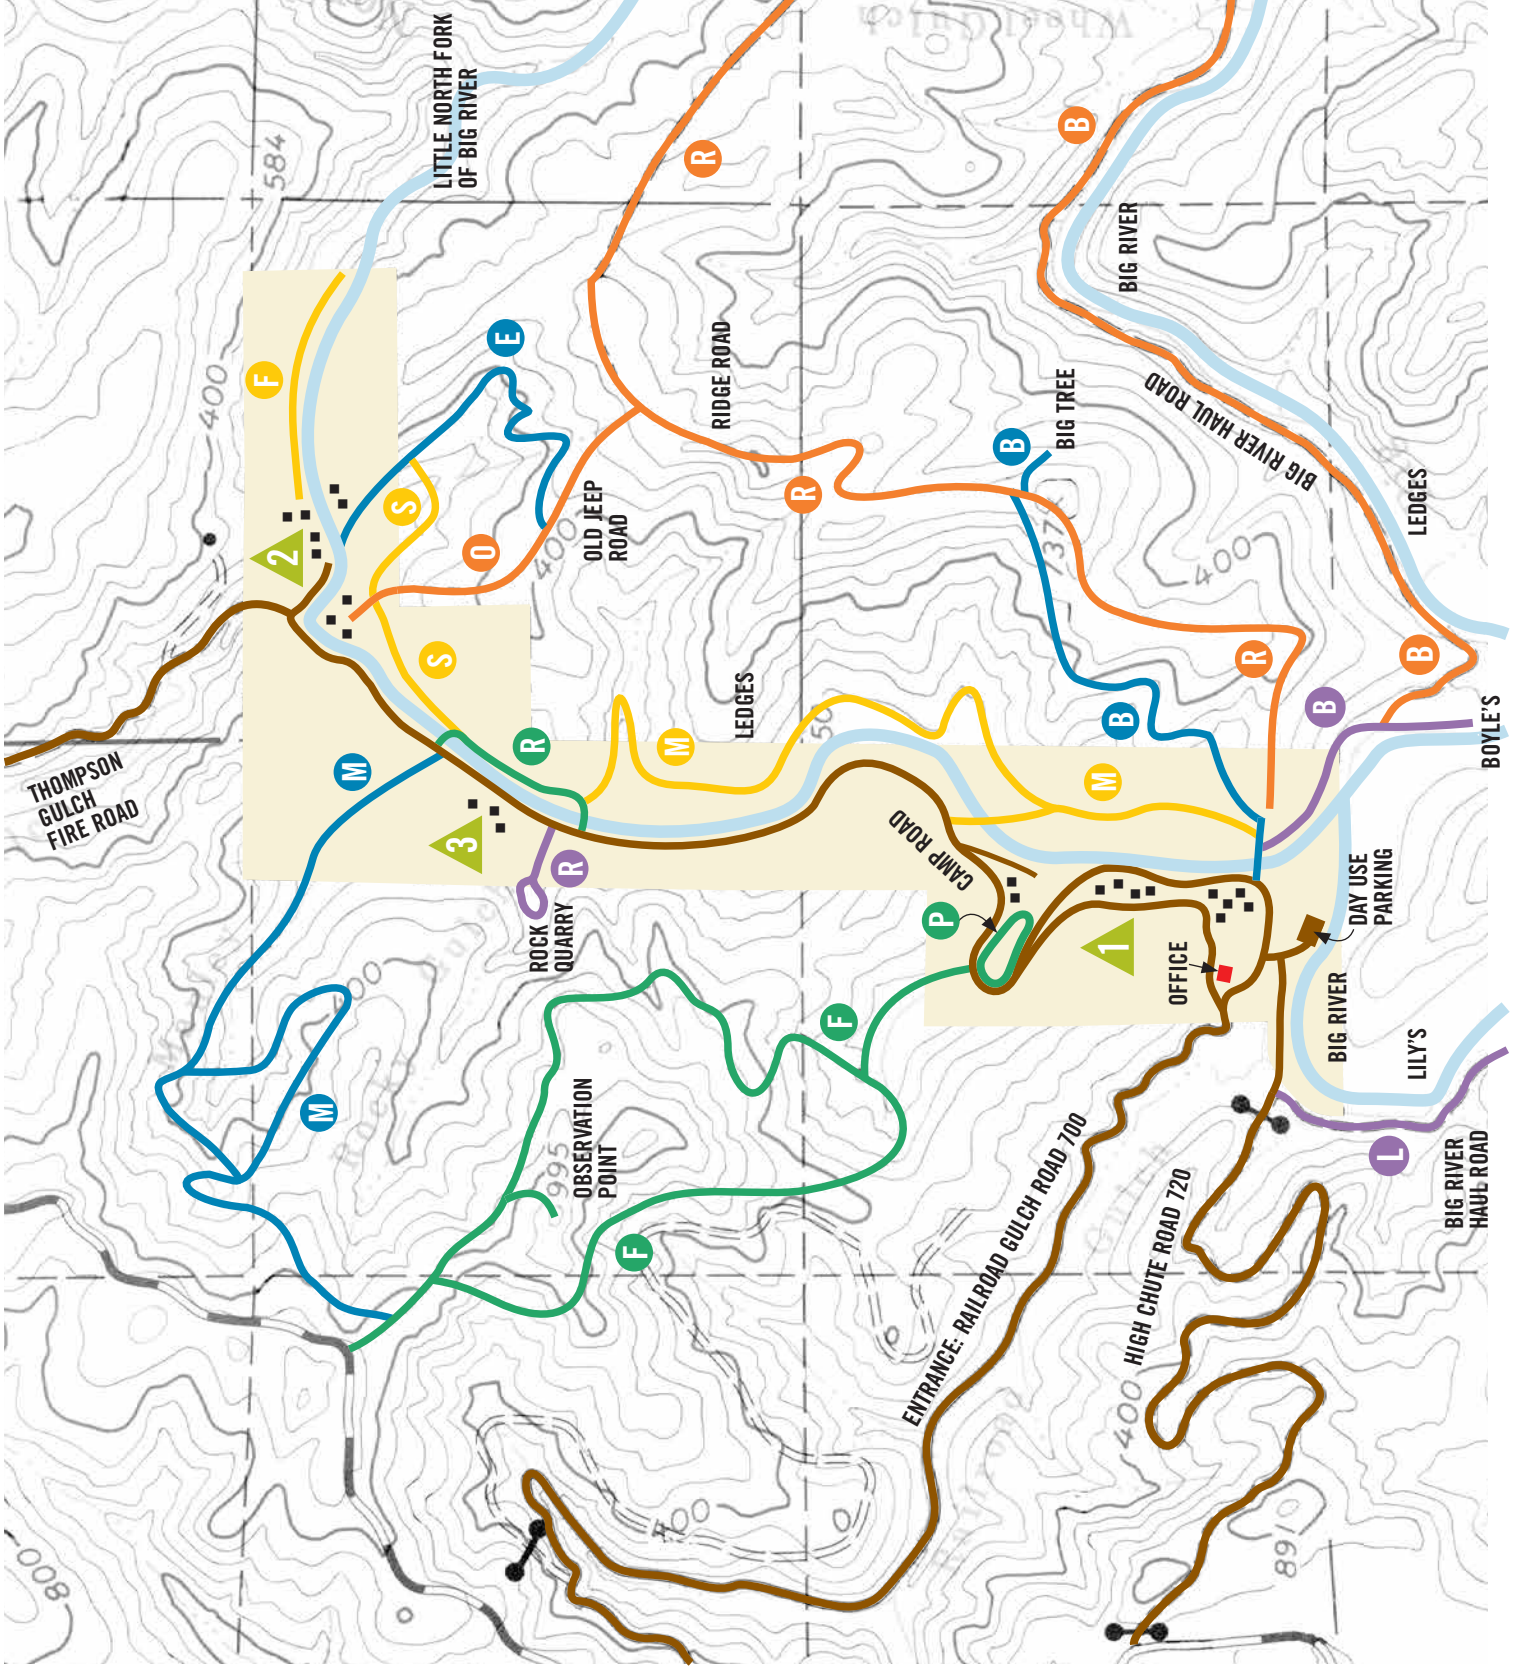 LITTLE NORTH FORK
OF BIG RIVER
Wheel Gulch
584
B
R
BIG RIVER
400
F
E
RIDGE ROAD
BIG TREE
BIG RIVER HAUL ROAD
B
R
S
O
2
OLD JEEP
ROAD
400
400
LEDGES
S
R
B
B
LEDGES
B
BOYLE'S
THOMPSON
GULCH
FIRE ROAD
M
R
M
M
3
R
ROCK
QUARRY
CAMP ROAD
P
1
OFFICE
DAY USE
PARKING
F
BIG RIVER
LILY'S
M
OBSERVATION
POINT
995
L
BIG RIVER
HAUL ROAD
F
ENTRANCE: RAILROAD GULCH ROAD 700
HIGH CHUTE ROAD 720
400
400
800